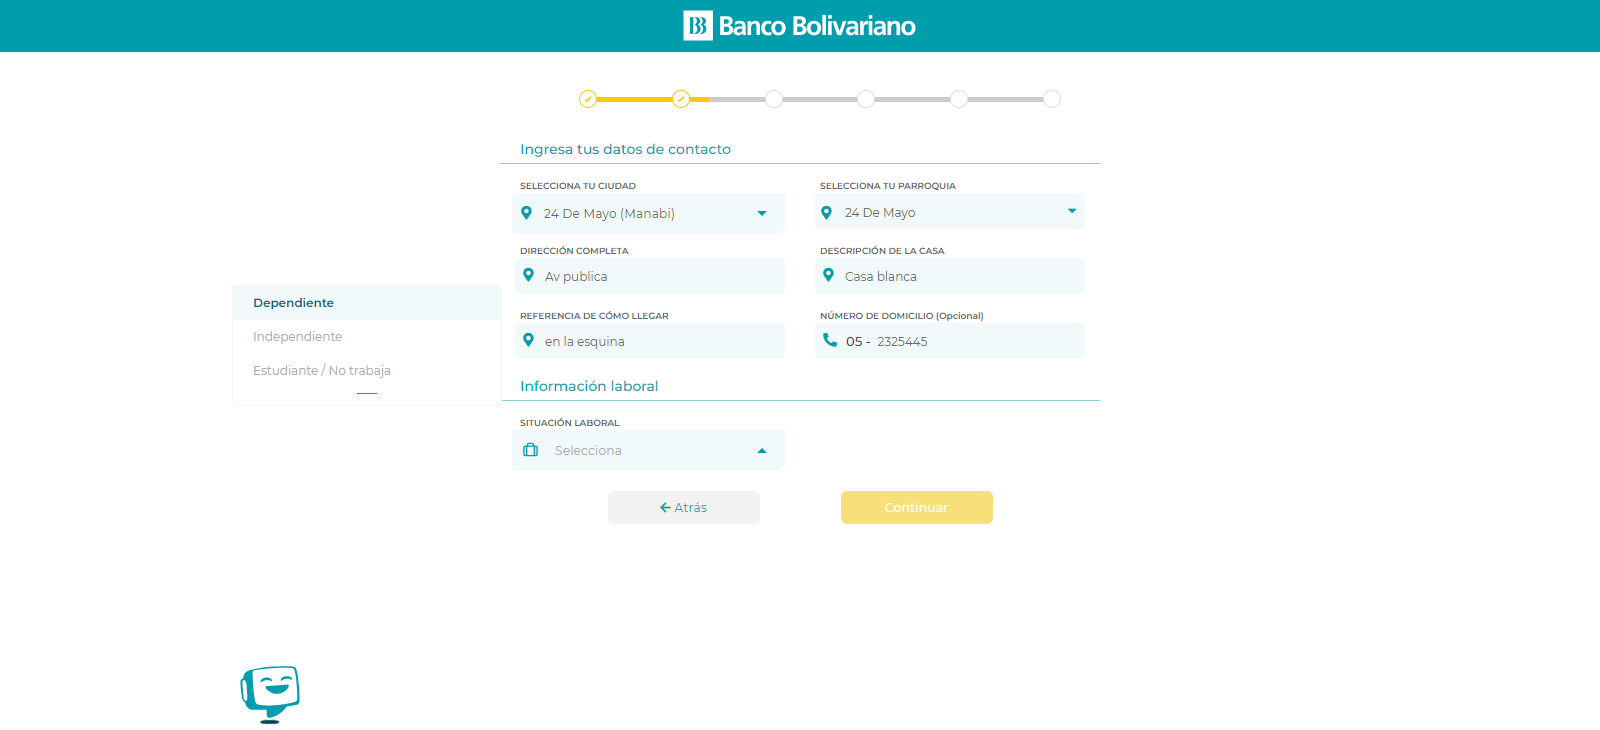 Banco Bolivariano
Ingresa tus datos de contacto
SELECCIONA TU CIUDAD
SELECCIONA TU PARROQUIA
24 De Mayo (Manabi)
24 De Mayo
DIRECCIÓN COMPLETA
DESCRIPCIÓN DE LA CASA
Av publica
Casa blanca
REFERENCIA DE CÓMO LLEGAR
NÚMERO DE DOMICILIO (Opcional)
en la esquina
05 - 2325445
Dependiente
Independiente
Estudiante / No trabaja
Información laboral
SITUACIÓN LABORAL
Selecciona
Atrás
Continuar